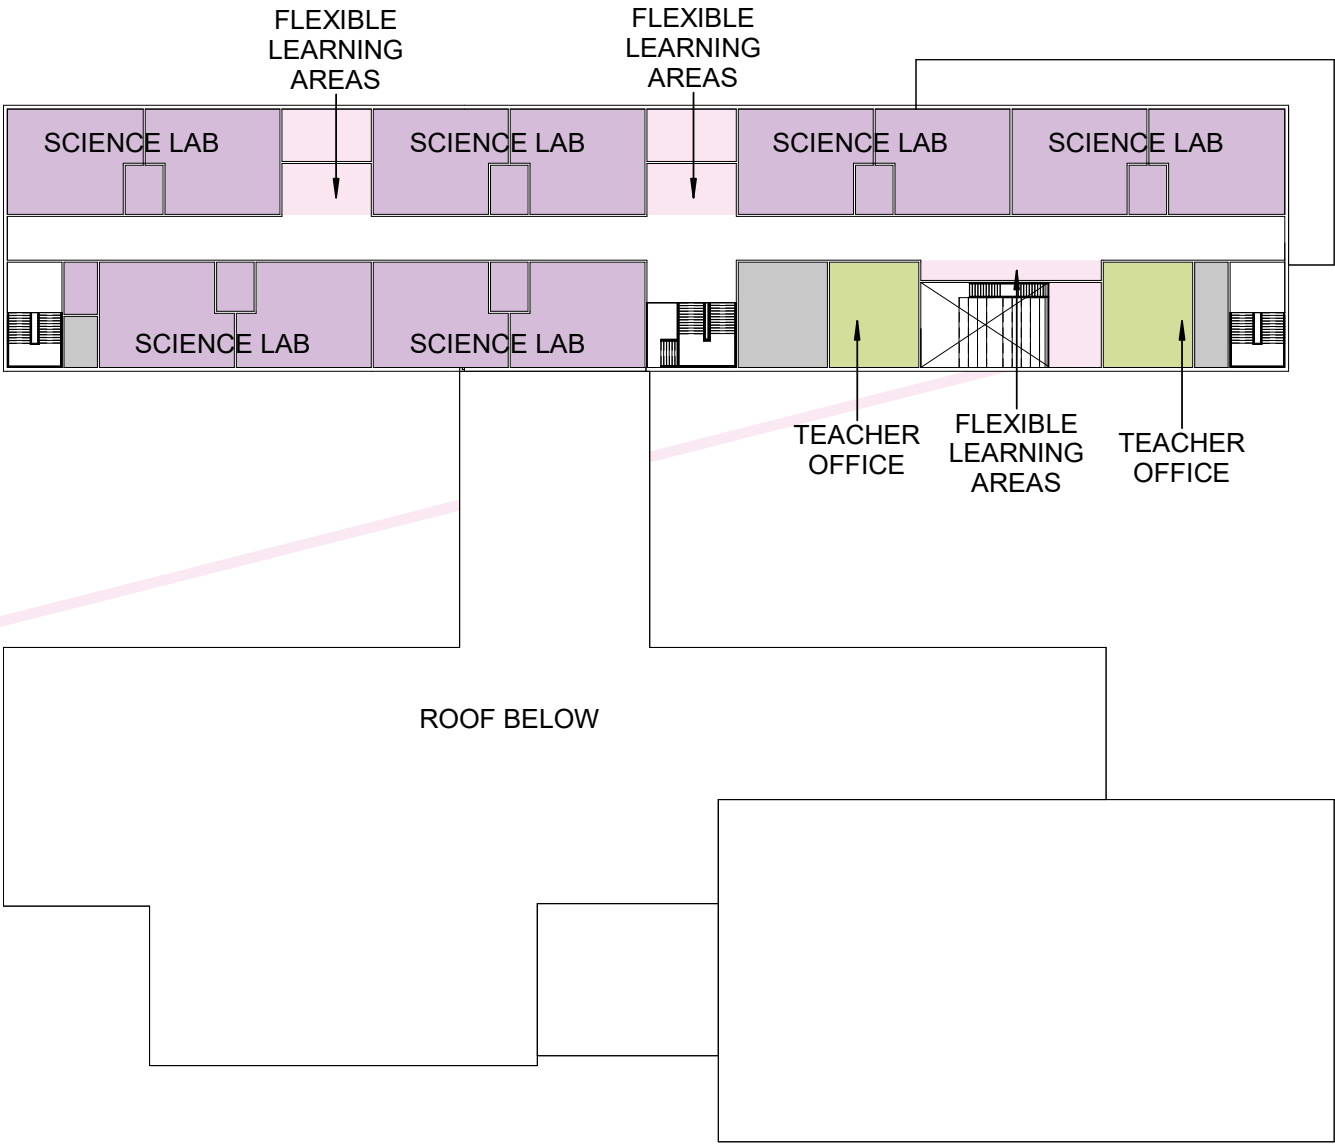 FLEXIBLE
LEARNING
AREAS
FLEXIBLE
LEARNING
AREAS
SCIENCE LAB
SCIENCE LAB
SCIENCE LAB
SCIENCE LAB
SCIENCE LAB
SCIENCE LAB
TEACHER
OFFICE
FLEXIBLE
LEARNING
AREAS
TEACHER
OFFICE
ROOF BELOW